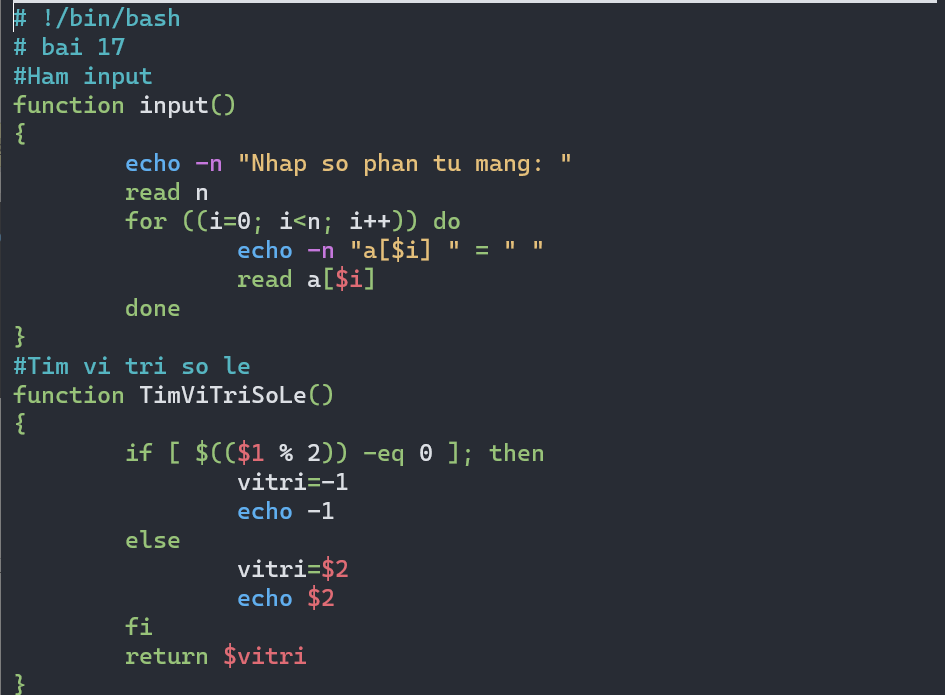 # !/bin/bash
# bai 17
#Ham input
function input()
{
        echo -n "Nhap so phan tu mang: "
        read n
        for ((i=0; i<n; i++)) do
                echo -n "a[$i] " = " "
                read a[$i]
        done
}
#Tim vi tri so le
function TimViTriSoLe()
{
        if [ $(($1 % 2)) -eq 0 ]; then
                vitri=-1
                echo -1
        else
                vitri=$2
                echo $2
        fi
        return $vitri
}